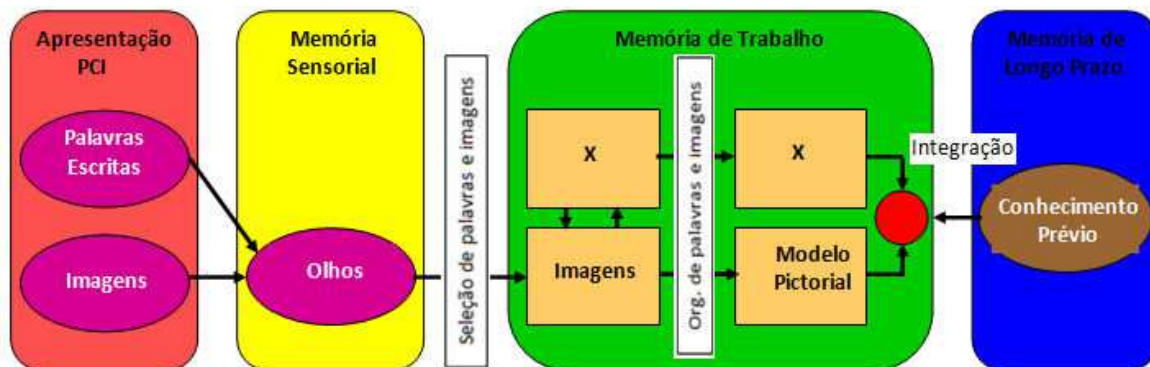 Apresentação
PCI
Palavras
Escritas
Imagens
Memória
Sensorial
Olhos
Seleção de palavras e imagens
Memória de Trabalho
X
Imagens
Org. de palavras e imagens
X
Modelo
Pictorial
Integração
Memória de
Longo Prazo
Conhecimento
Prévio